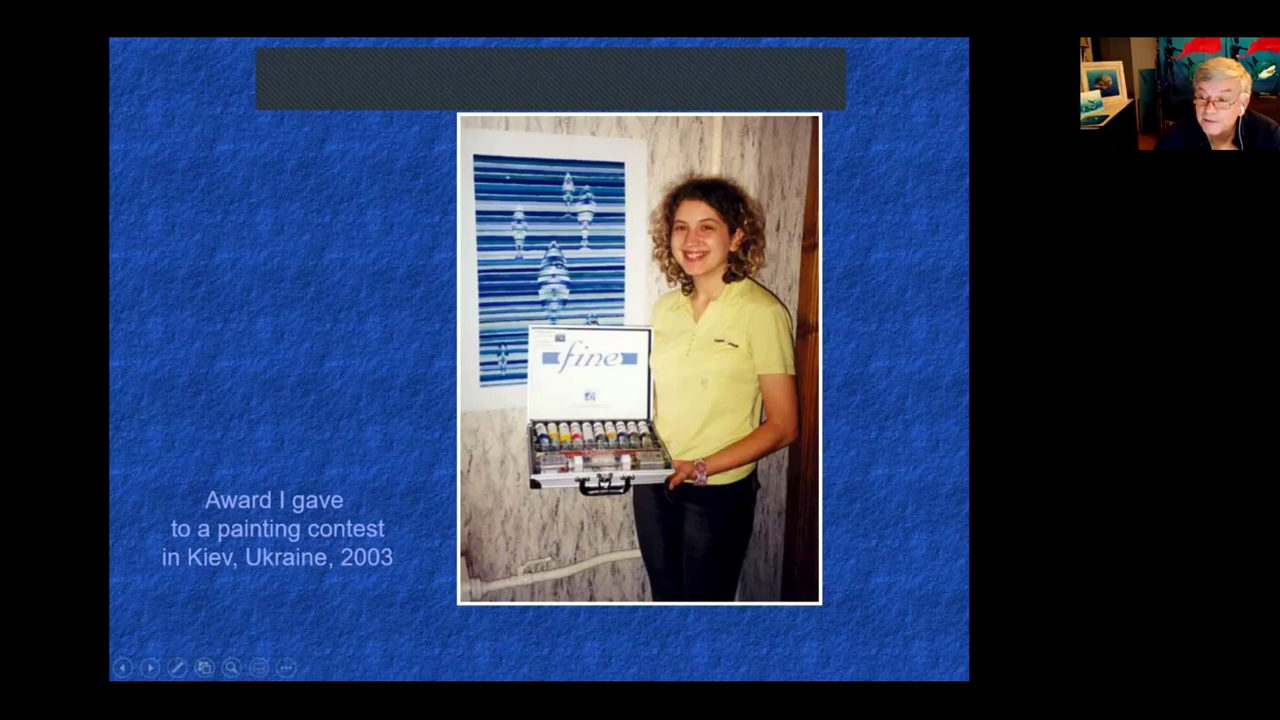 fine
Award I gave
to a painting contest
in Kiev, Ukraine, 2003